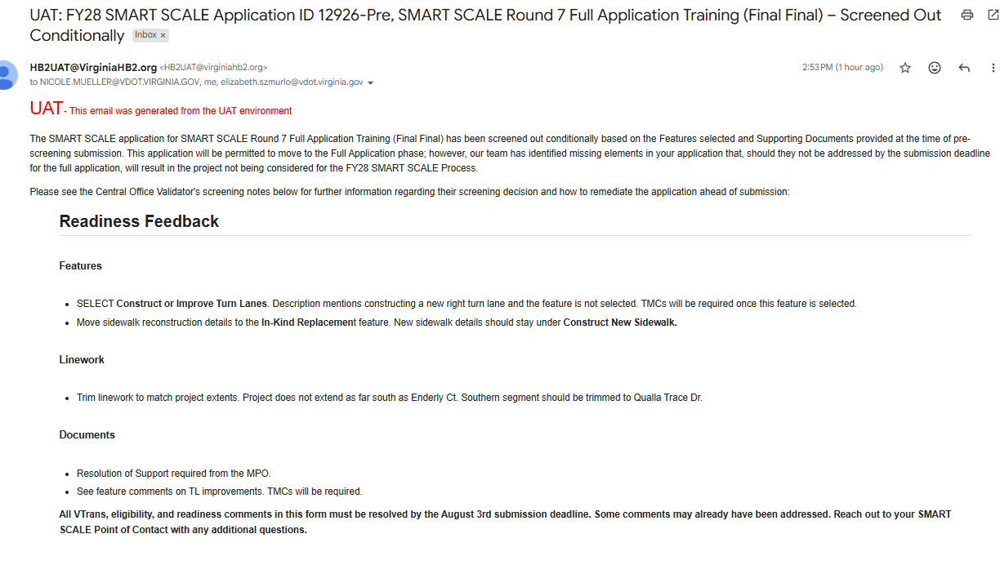 UAT: FY28 SMART SCALE Application ID 12926-Pre, SMART SCALE Round 7 Full Application Training (Final Final) – Screened Out
Conditionally Inbox ×
HB2UAT@VirginiaHB2.org <HB2UAT@virginiahb2.org>
2:53 PM (1 hour ago)
to NICOLE.MUELLER@VDOT.VIRGINIA.GOV, me, elizabeth.szmurlo@vdot.virginia.gov
UAT- This email was generated from the UAT environment
The SMART SCALE application for SMART SCALE Round 7 Full Application Training (Final Final) has been screened out conditionally based on the Features selected and Supporting Documents provided at the time of pre-
screening submission. This application will be permitted to move to the Full Application phase; however, our team has identified missing elements in your application that, should they not be addressed by the submission deadline
for the full application, will result in the project not being considered for the FY28 SMART SCALE Process.
Please see the Central Office Validator's screening notes below for further information regarding their screening decision and how to remediate the application ahead of submission:
Readiness Feedback
Features
• SELECT Construct or Improve Turn Lanes. Description mentions constructing a new right turn lane and the feature is not selected. TMCs will be required once this feature is selected.
• Move sidewalk reconstruction details to the In-Kind Replacement feature. New sidewalk details should stay under Construct New Sidewalk.
Linework
• Trim linework to match project extents. Project does not extend as far south as Enderly Ct. Southern segment should be trimmed to Qualla Trace Dr.
Documents
• Resolution of Support required from the MPO.
• See feature comments on TL improvements. TMCs will be required.
All VTrans, eligibility, and readiness comments in this form must be resolved by the August 3rd submission deadline. Some comments may already have been addressed. Reach out to your SMART
SCALE Point of Contact with any additional questions.